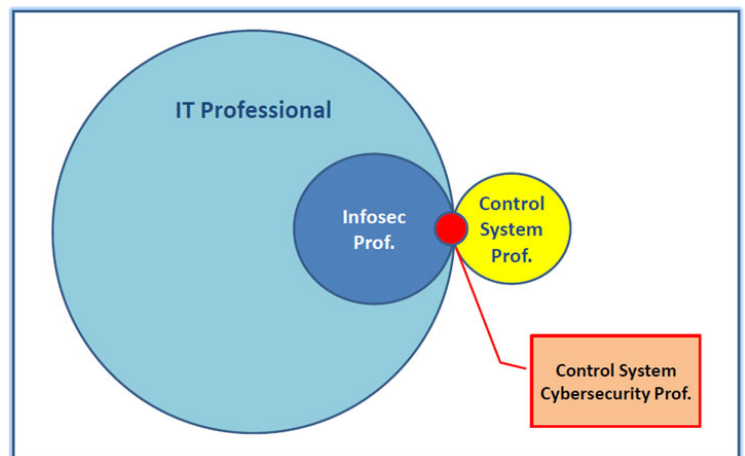 IT Professional
Infosec
Prof.
Control
System
Prof.
Control System
Cybersecurity Prof.